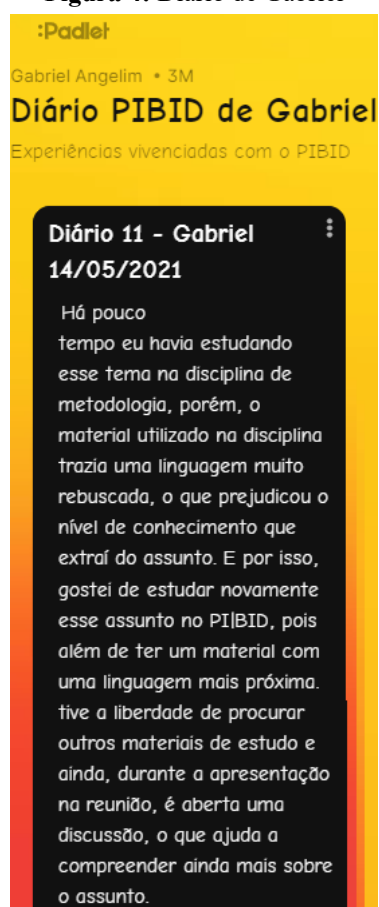 :Padlet
Gabriel Angelim • 3M
Diário PIBID de Gabriel
Experiências vivenciadas com o PIBID
Diário 11 - Gabriel
14/05/2021
Há pouco
tempo eu havia estudando
esse tema na disciplina de
metodologia, porém, o
material utilizado na disciplina
trazia uma linguagem muito
rebuscada, o que prejudicou o
nível de conhecimento que
extraí do assunto. E por isso,
gostei de estudar novamente
esse assunto no PI|BID, pois
além de ter um material com
uma linguagem mais próxima.
tive a liberdade de procurar
outros materiais de estudo e
ainda, durante a apresentação
na reunião, é aberta uma
discussão, o que ajuda a
compreender ainda mais sobre
o assunto.